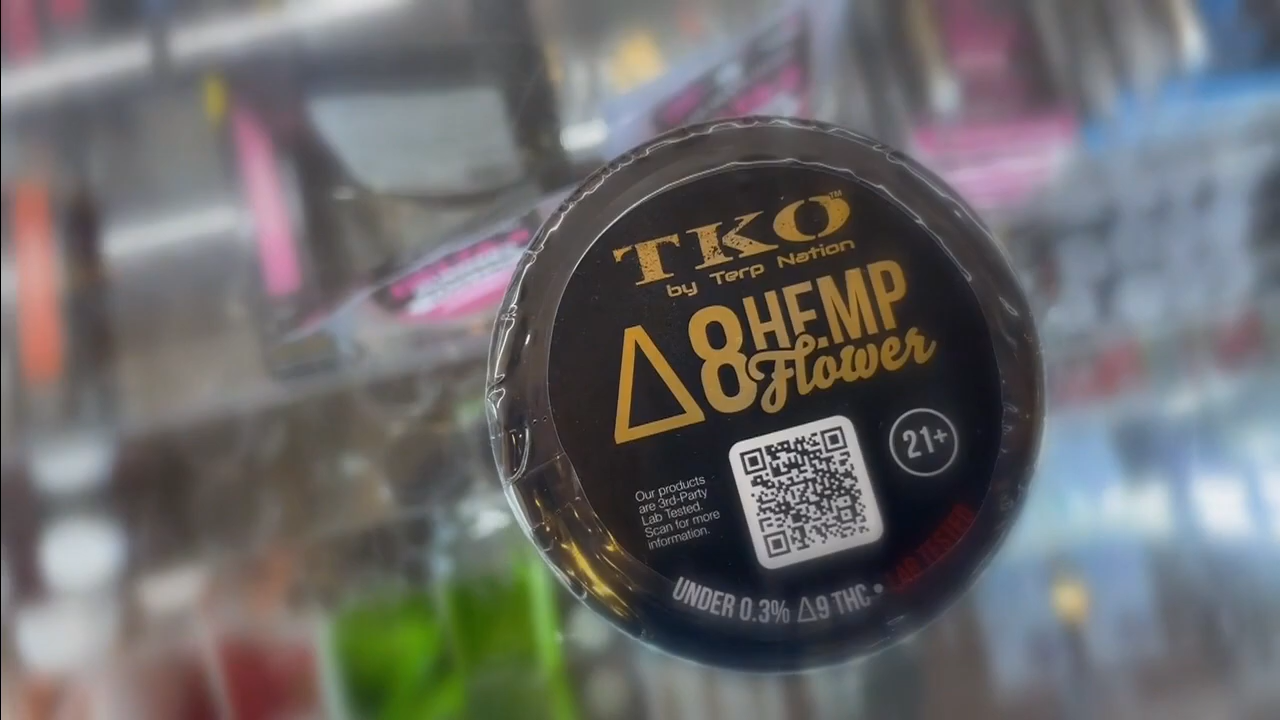 TKO™
by Terp Nation
Δ8 HEMP
Flower
21+
Our products
are 3rd-Party
Lab Tested.
Scan for more
information.
UNDER 0.3% Δ9 THC • LAB TESTED